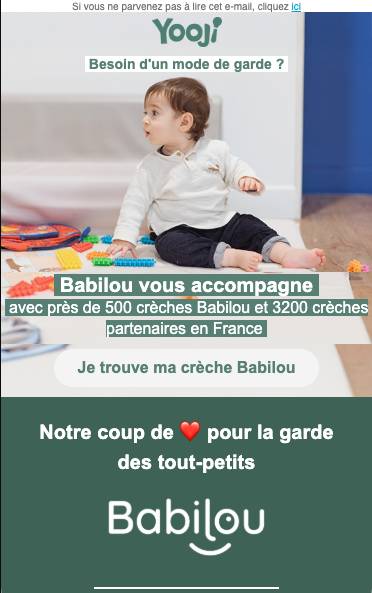 Si vous ne parvenez pas à lire cet e-mail, cliquez ici
Yooji
Besoin d'un mode de garde ?
Babilou vous accompagne
avec près de 500 crèches Babilou et 3200 crèches
partenaires en France
Je trouve ma crèche Babilou
Notre coup de ❤️ pour la garde
des tout-petits
Babilou